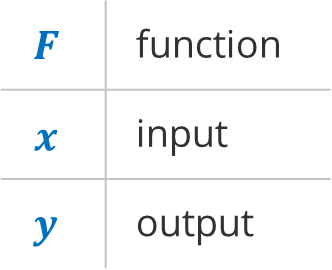 F function
x input
y output